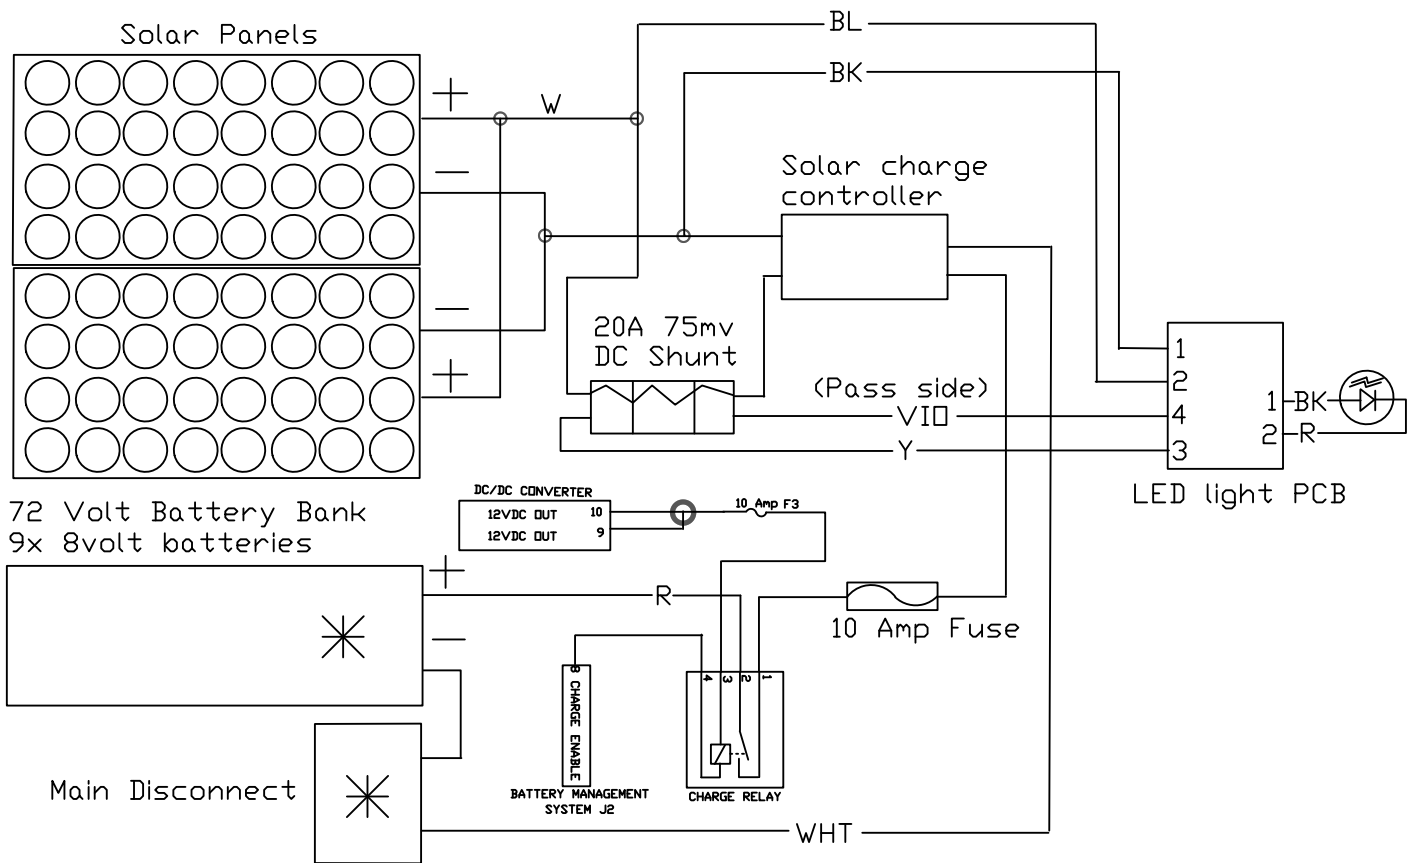 Solar Panels
+
W
-
-
+
BL
BK
Solar charge
controller
20A 75mv
DC Shunt
(Pass side)
VIO
Y
1
2
4
3
1 BK
2 R
LED light PCB
72 Volt Battery Bank
9x 8volt batteries
+
-
DC/DC CONVERTER
12VDC OUT 10
12VDC OUT 9
10 Amp F3
R
10 Amp Fuse
8 CHARGE ENABLE
BATTERY MANAGEMENT
SYSTEM J2
4 3 2 1
CHARGE RELAY
Main Disconnect
WHT